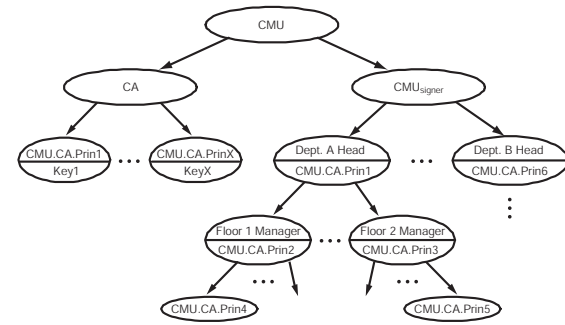 CMU
CA
CMUsigner
CMU.CA.Prin1
Key1
...
CMU.CA.PrinX
KeyX
Dept. A Head
CMU.CA.Prin1
...
Dept. B Head
CMU.CA.Prin6
Floor 1 Manager
CMU.CA.Prin2
...
Floor 2 Manager
CMU.CA.Prin3
...
...
CMU.CA.Prin4
CMU.CA.Prin5